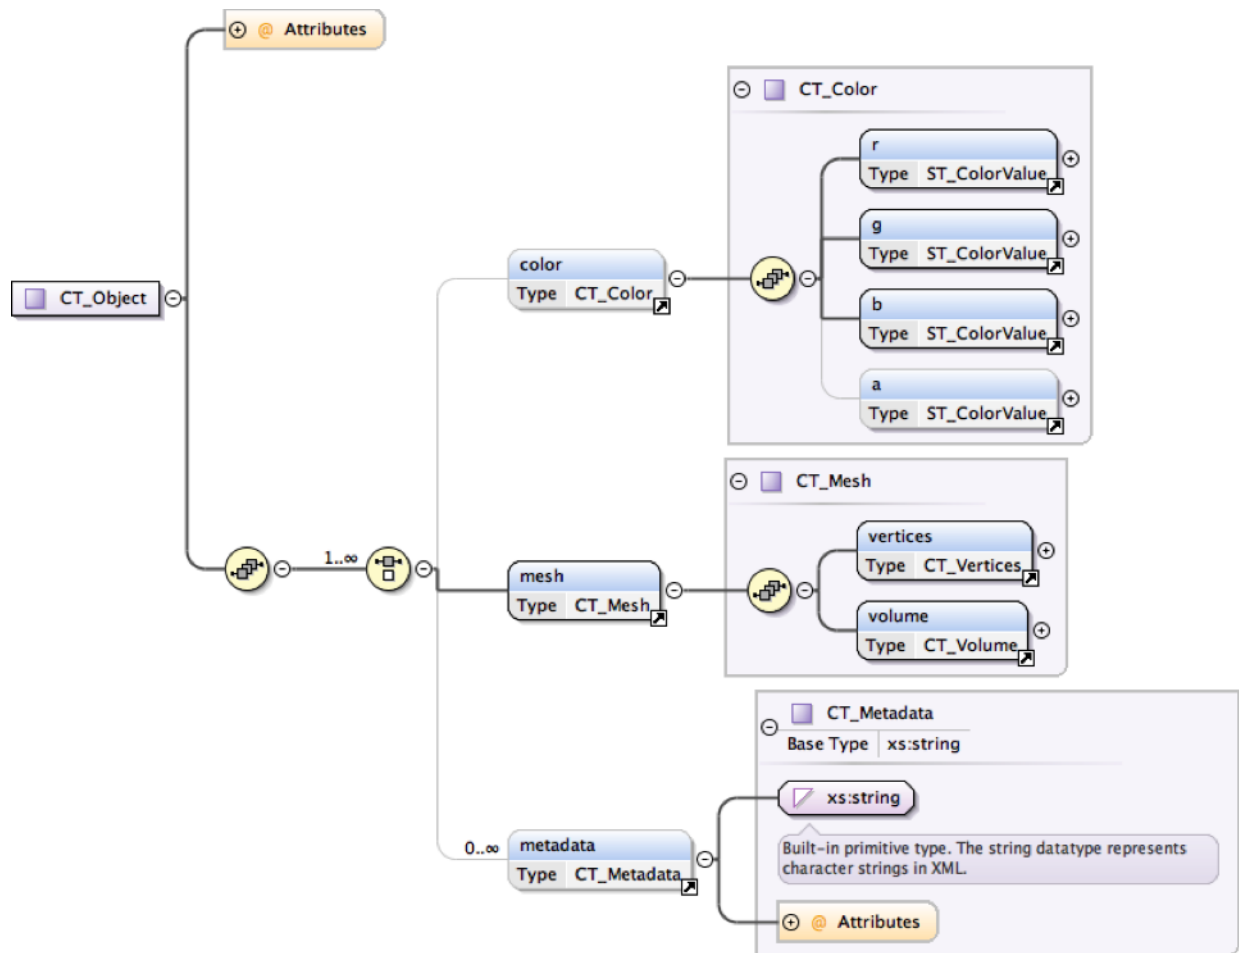 @ Attributes
CT_Color
r
Type ST_ColorValue
g
Type ST_ColorValue
color
Type CT_Color
CT_Object
b
Type ST_ColorValue
a
Type ST_ColorValue
CT_Mesh
vertices
Type CT_Vertices
1..∞
mesh
Type CT_Mesh
volume
Type CT_Volume
CT_Metadata
Base Type xs:string
xs:string
0..∞
metadata
Type CT_Metadata
Built-in primitive type. The string datatype represents
character strings in XML.
@ Attributes